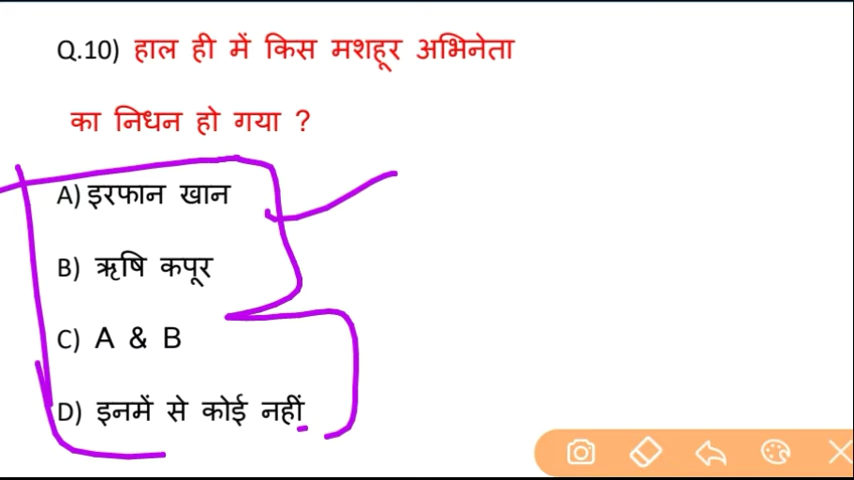 Q.10) हाल ही में किस मशहूर अभिनेता
का निधन हो गया ?
A) इरफान खान
B) ऋषि कपूर
C) A & B
D) इनमें से कोई नहीं